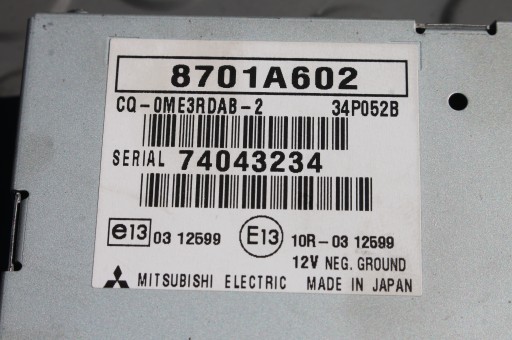 8701A602
CQ-0ME3RDAB-2 34P052B
SERIAL 74043234
e13 03 12599 E13 10R-03 12599
12V NEG. GROUND
MITSUBISHI ELECTRIC MADE IN JAPAN